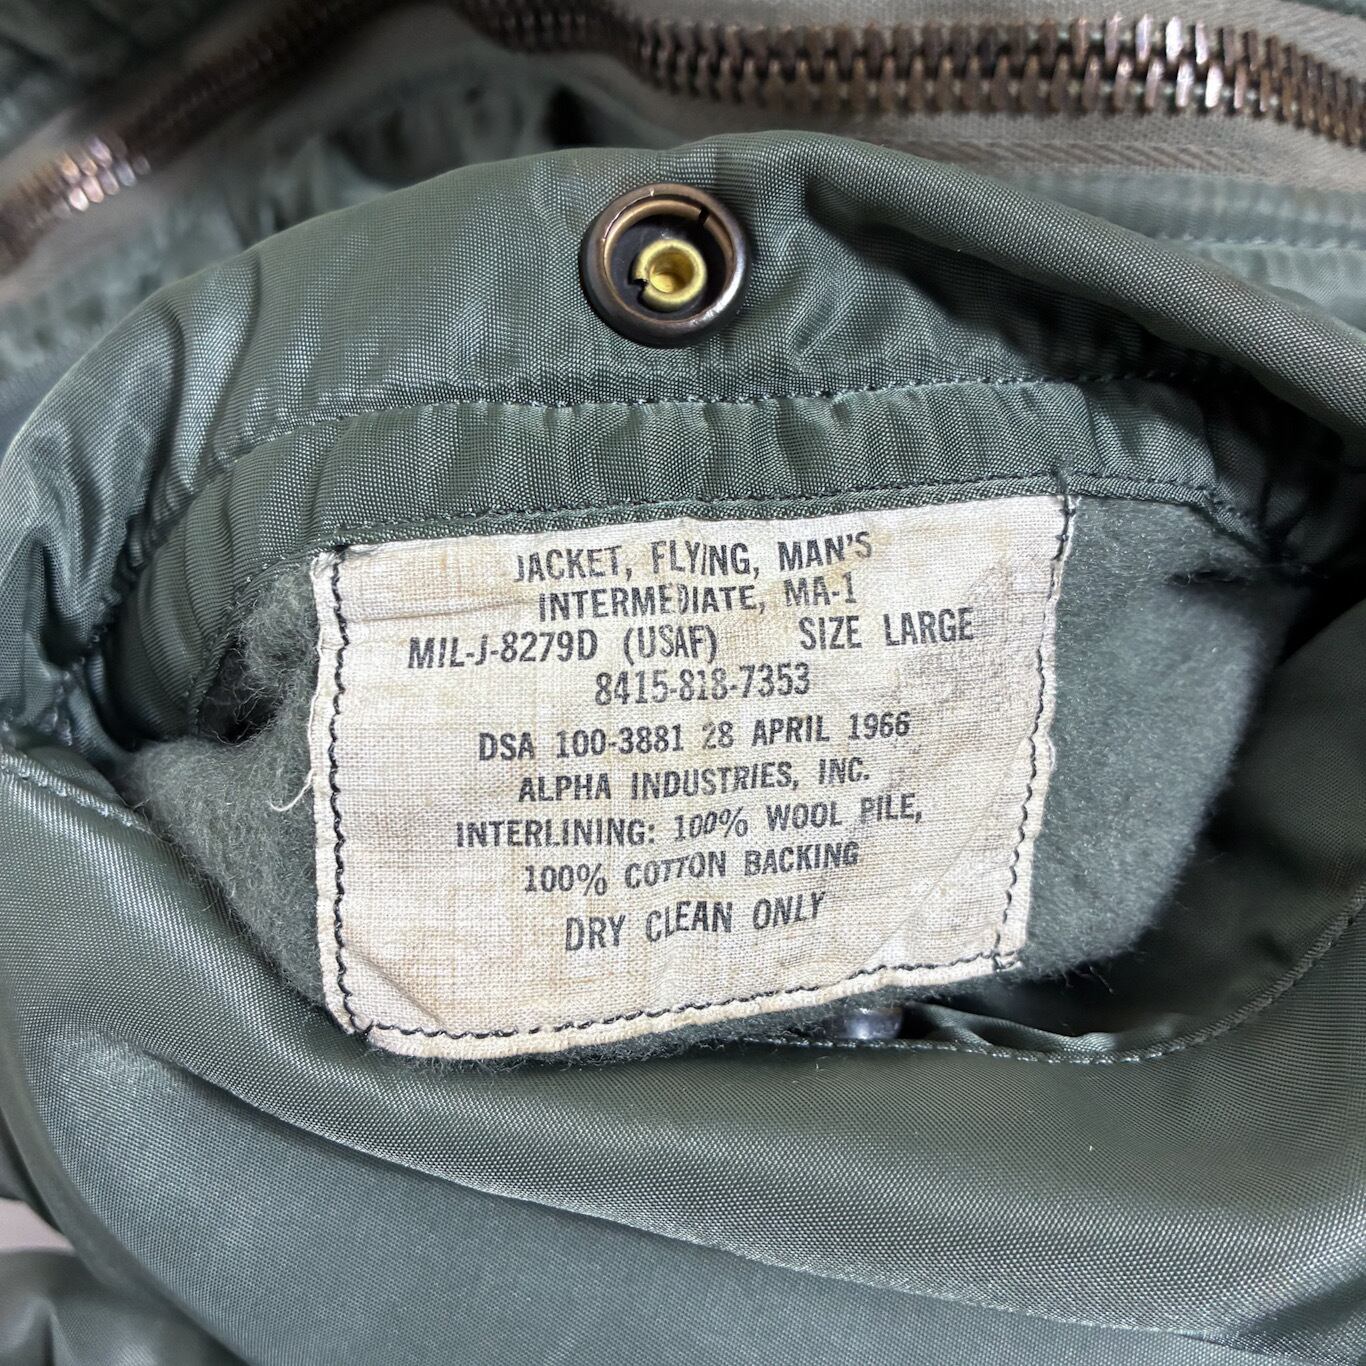 JACKET, FLYING, MAN'S
INTERMEDIATE, MA-1
MIL-J-8279D (USAF) SIZE LARGE
8415-818-7353
DSA 100-3881 28 APRIL 1966
ALPHA INDUSTRIES, INC.
INTERLINING: 100% WOOL PILE,
100% COTTON BACKING
DRY CLEAN ONLY